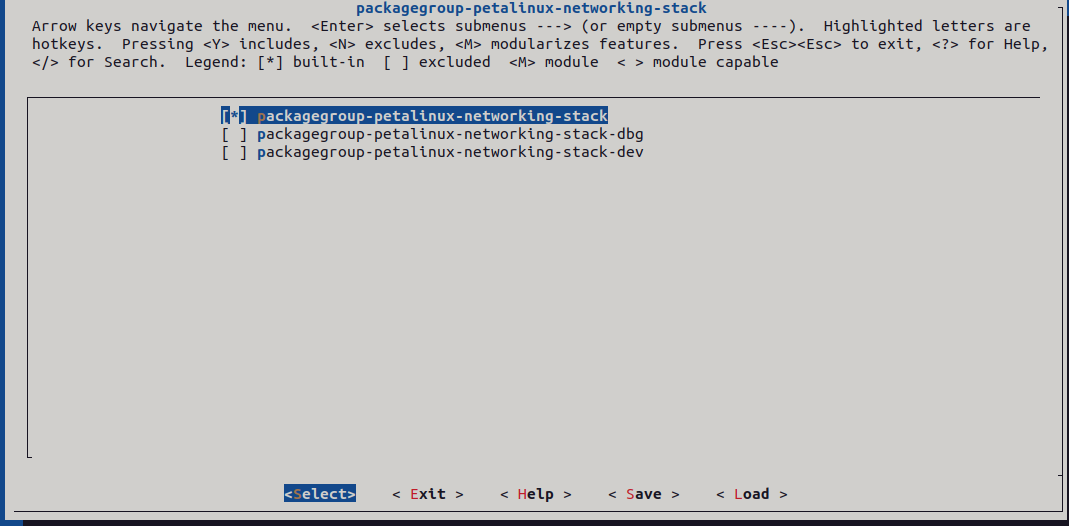 packagegroup-petalinux-networking-stack
Arrow keys navigate the menu.  <Enter> selects submenus ---> (or empty submenus ----).  Highlighted letters are
hotkeys.  Pressing <Y> includes, <N> excludes, <M> modularizes features.  Press <Esc><Esc> to exit, <?> for Help,
</> for Search.  Legend: [*] built-in  [ ] excluded  <M> module  < > module capable
[*] packagegroup-petalinux-networking-stack
[ ] packagegroup-petalinux-networking-stack-dbg
[ ] packagegroup-petalinux-networking-stack-dev
<Select>    < Exit >    < Help >    < Save >    < Load >